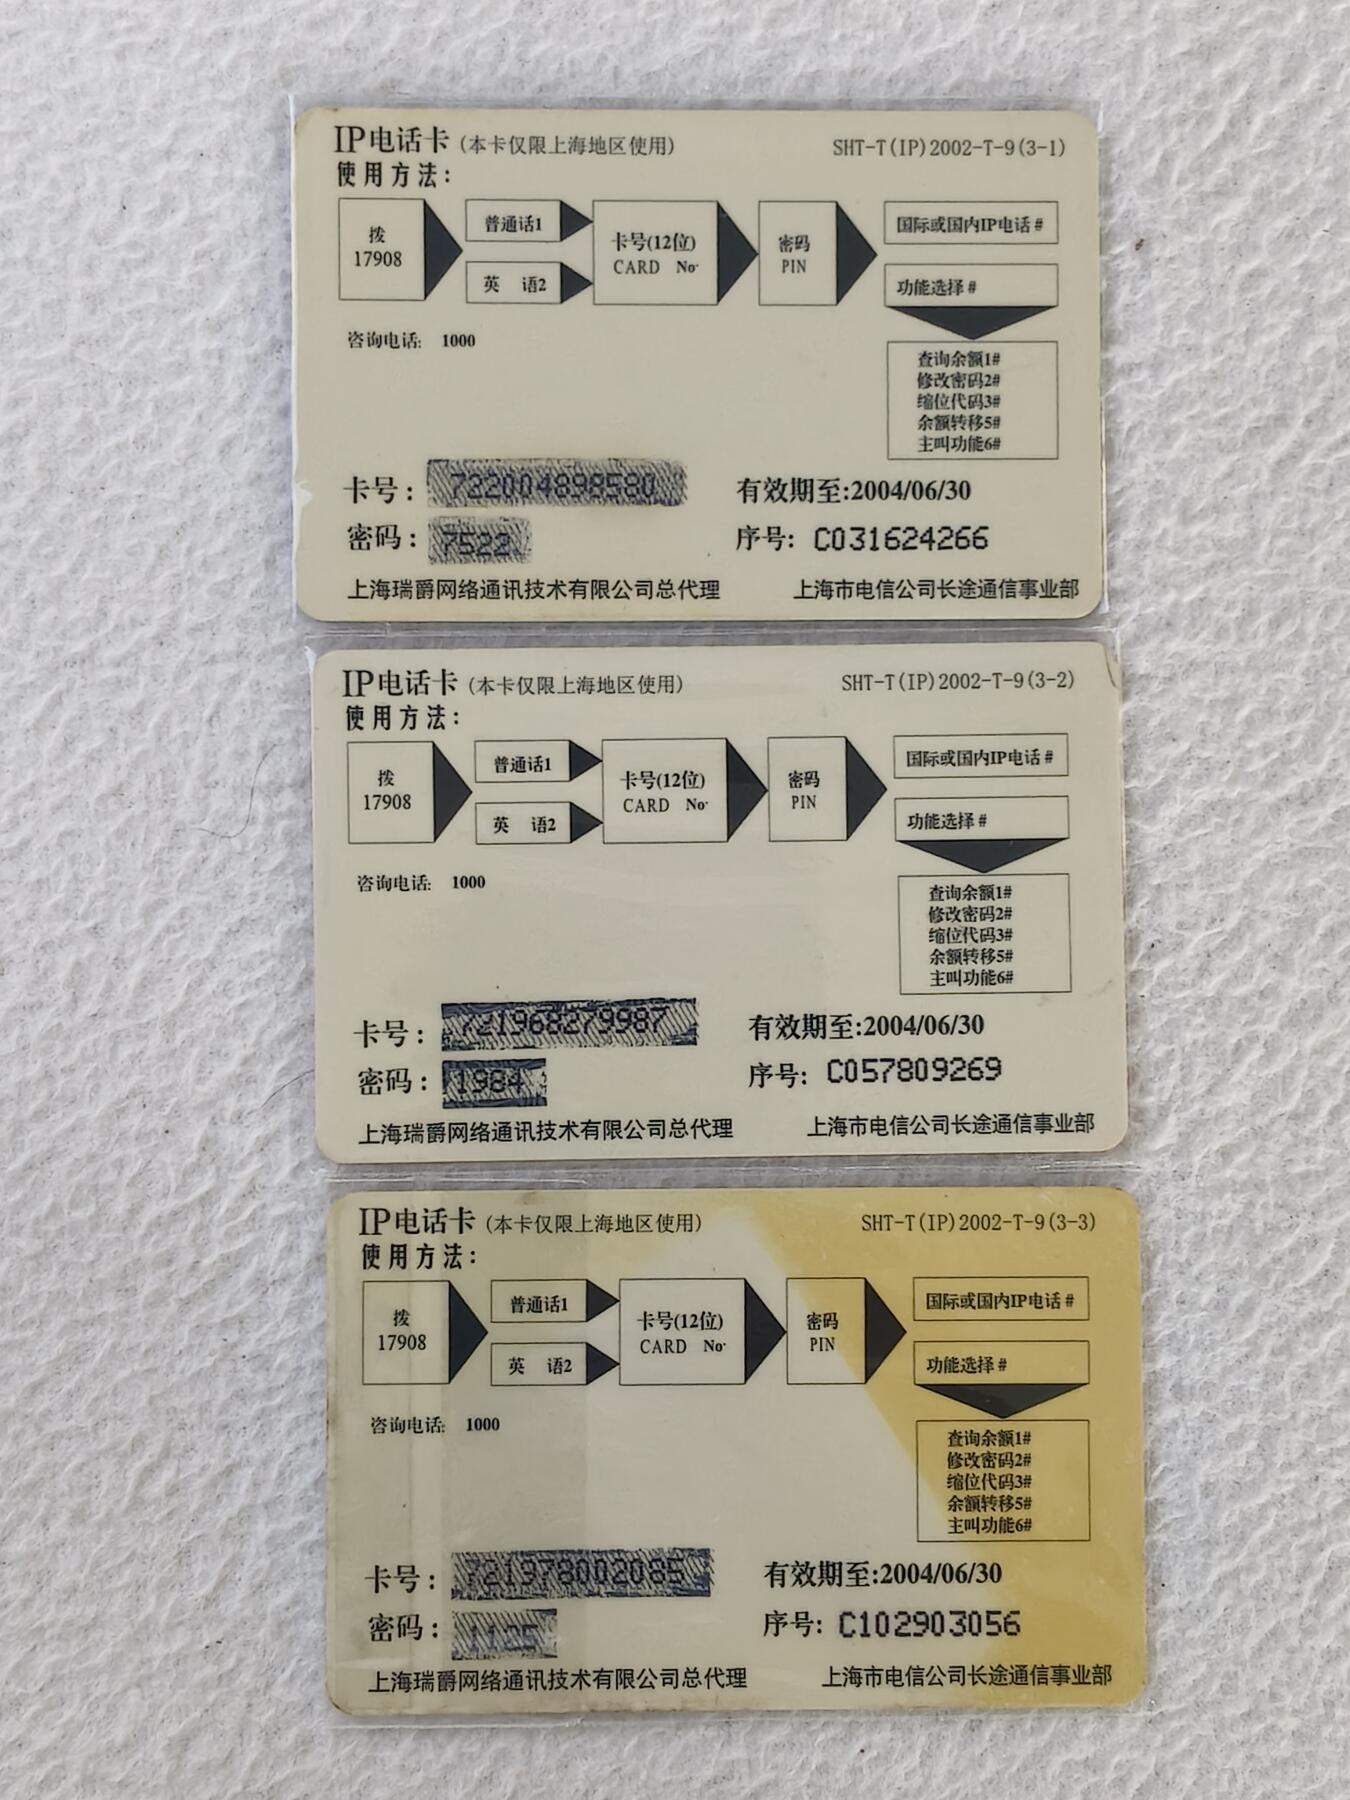 IP电话卡 (本卡仅限上海地区使用) SHT-T(IP)2002-T-9(3-1)
使用方法：
拨 17908
普通话1
英 语2
卡号(12位) CARD No·
密码 PIN
国际或国内IP电话 #
功能选择 #
查询余额1#
修改密码2#
缩位代码3#
余额转移5#
主叫功能6#
咨询电话: 1000
卡号： 722004898580 有效期至:2004/06/30
密码： 7522 序号: C031624266
上海瑞爵网络通讯技术有限公司总代理 上海市电信公司长途通信事业部
IP电话卡 (本卡仅限上海地区使用) SHT-T(IP)2002-T-9(3-2)
使用方法：
拨 17908
普通话1
英 语2
卡号(12位) CARD No·
密码 PIN
国际或国内IP电话 #
功能选择 #
查询余额1#
修改密码2#
缩位代码3#
余额转移5#
主叫功能6#
咨询电话: 1000
卡号： 721968279987 有效期至:2004/06/30
密码： 1984 序号: C057809269
上海瑞爵网络通讯技术有限公司总代理 上海市电信公司长途通信事业部
IP电话卡 (本卡仅限上海地区使用) SHT-T(IP)2002-T-9(3-3)
使用方法：
拨 17908
普通话1
英 语2
卡号(12位) CARD No·
密码 PIN
国际或国内IP电话 #
功能选择 #
查询余额1#
修改密码2#
缩位代码3#
余额转移5#
主叫功能6#
咨询电话: 1000
卡号： 721978002085 有效期至:2004/06/30
密码： 1125 序号: C102903056
上海瑞爵网络通讯技术有限公司总代理 上海市电信公司长途通信事业部